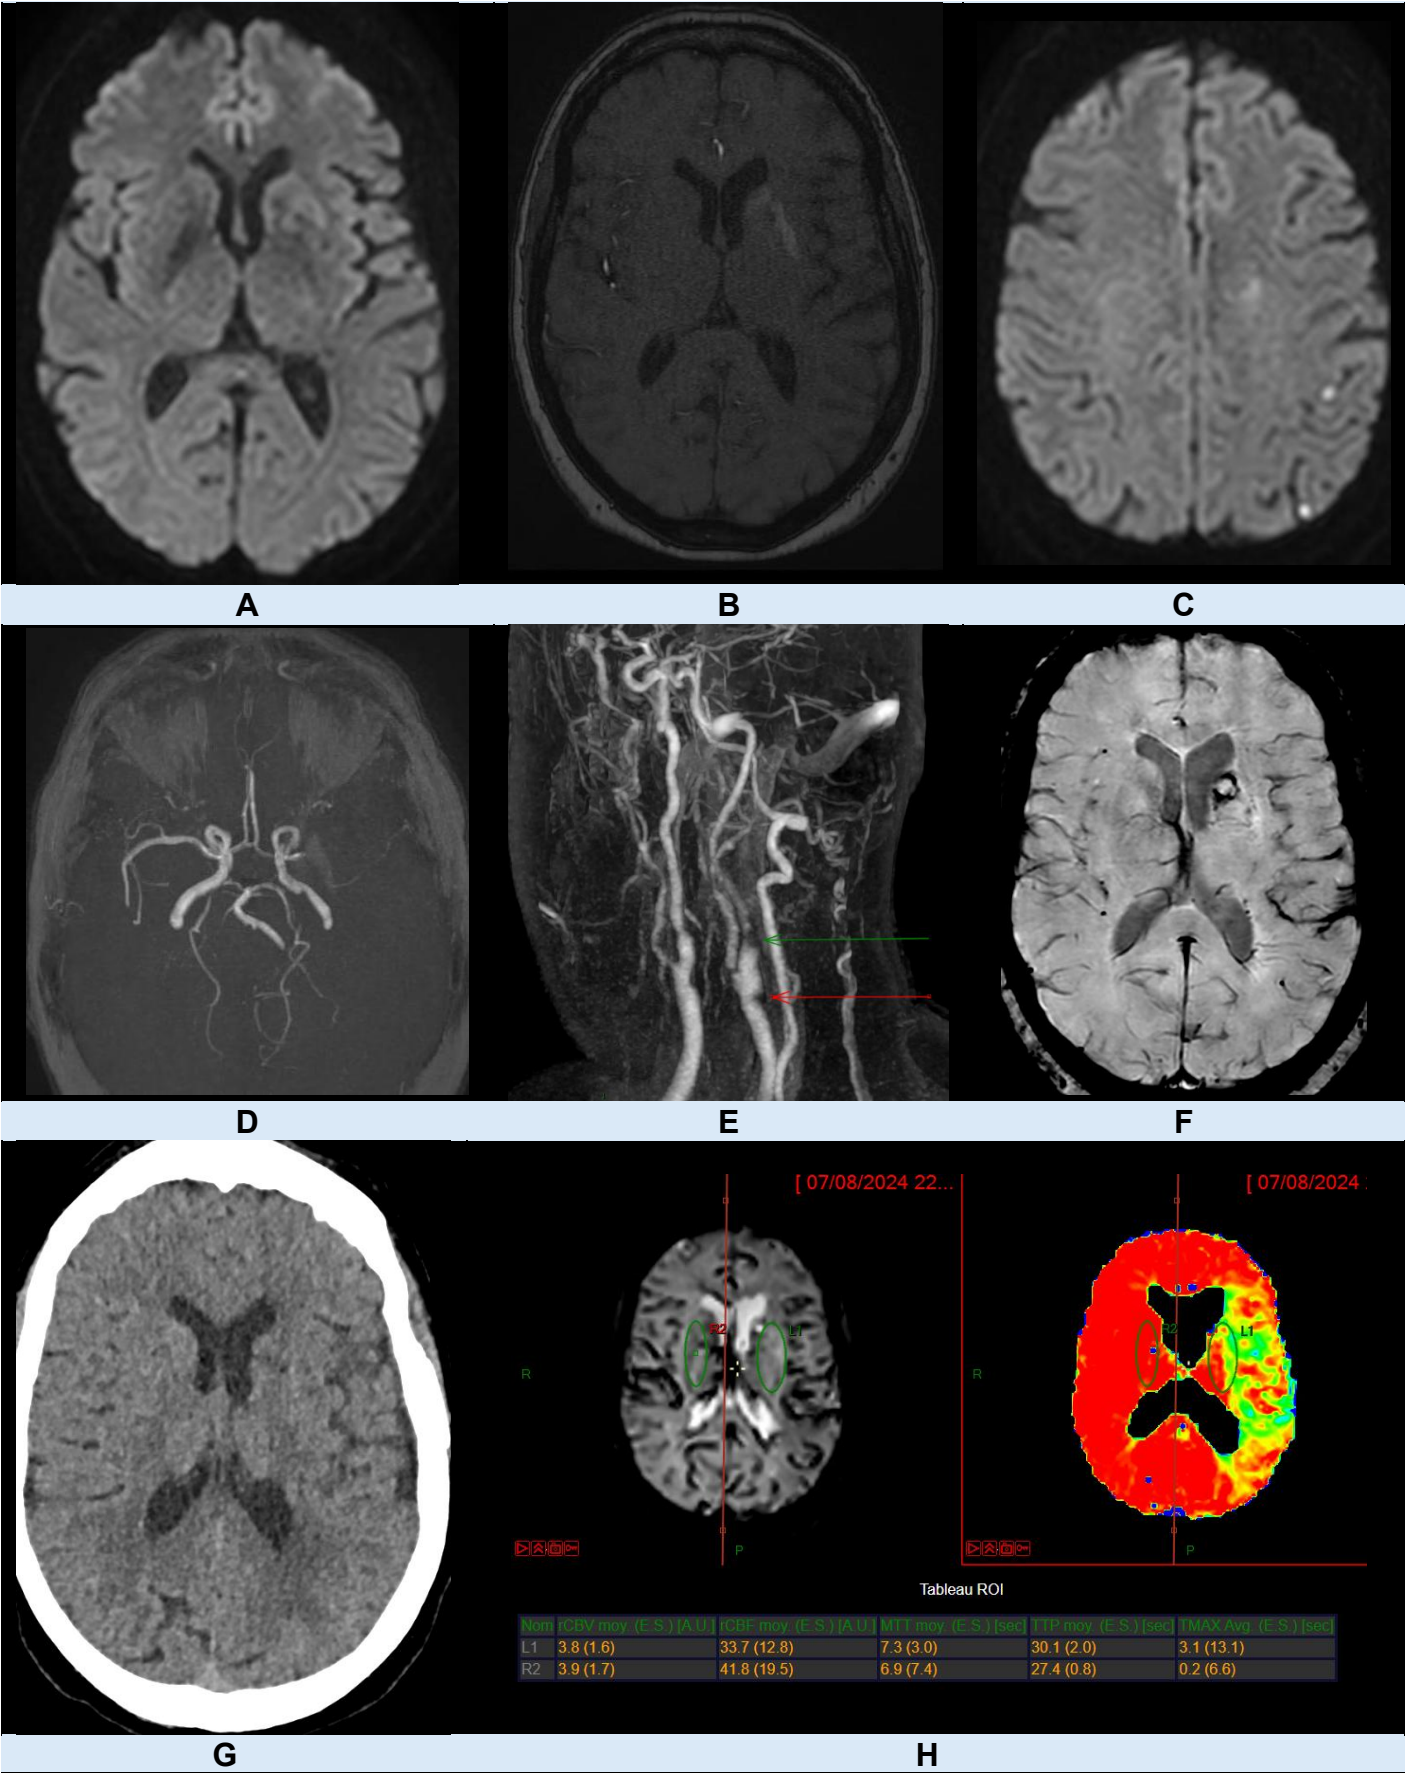 A B C
D E F
[ 07/08/2024 22... [ 07/08/2024 :
R2 L1 R2 L1
R R
P P
Tableau ROI
Nom rCBV moy. (E.S.) [A.U.] rCBF moy. (E.S.) [A.U.] MTT moy. (E.S.) [sec] TTP moy. (E.S.) [sec] TMAX Avg. (E.S.) [sec]
L1 3.8 (1.6) 33.7 (12.8) 7.3 (3.0) 30.1 (2.0) 3.1 (13.1)
R2 3.9 (1.7) 41.8 (19.5) 6.9 (7.4) 27.4 (0.8) 0.2 (6.6)
G H